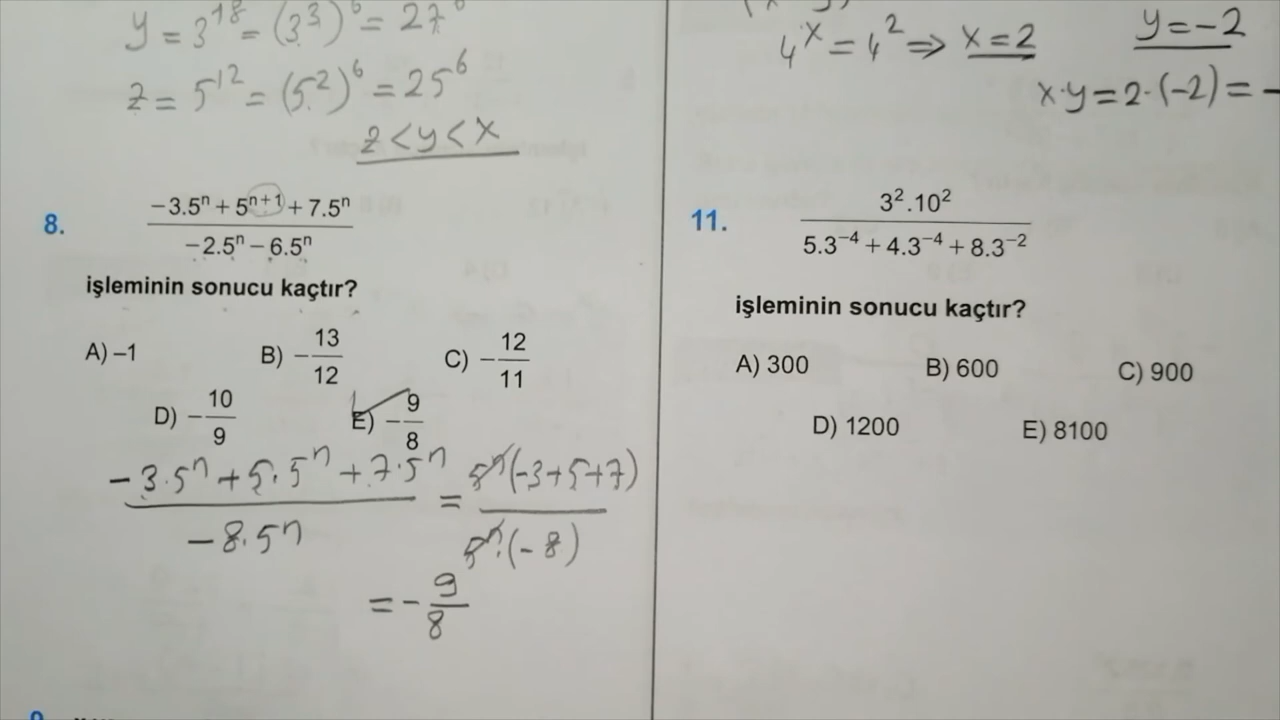 y = 3^18 = (3^3)^6 = 27^6
z = 5^12 = (5^2)^6 = 25^6
z < y < x
8. (-3.5^n + 5^(n+1) + 7.5^n) / (-2.5^n - 6.5^n)
işleminin sonucu kaçtır?
A) -1 B) -13/12 C) -12/11
D) -10/9 E) -9/8
(-3.5^n + 5.5^n + 7.5^n) / (-8.5^n) = 5^n(-3+5+7) / 5^n.(-8)
= -9/8
4^x = 4^2 ⇒ x = 2 y = -2
x.y = 2.(-2) = -
11. (3^2.10^2) / (5.3^-4 + 4.3^-4 + 8.3^-2)
işleminin sonucu kaçtır?
A) 300 B) 600 C) 900
D) 1200 E) 8100